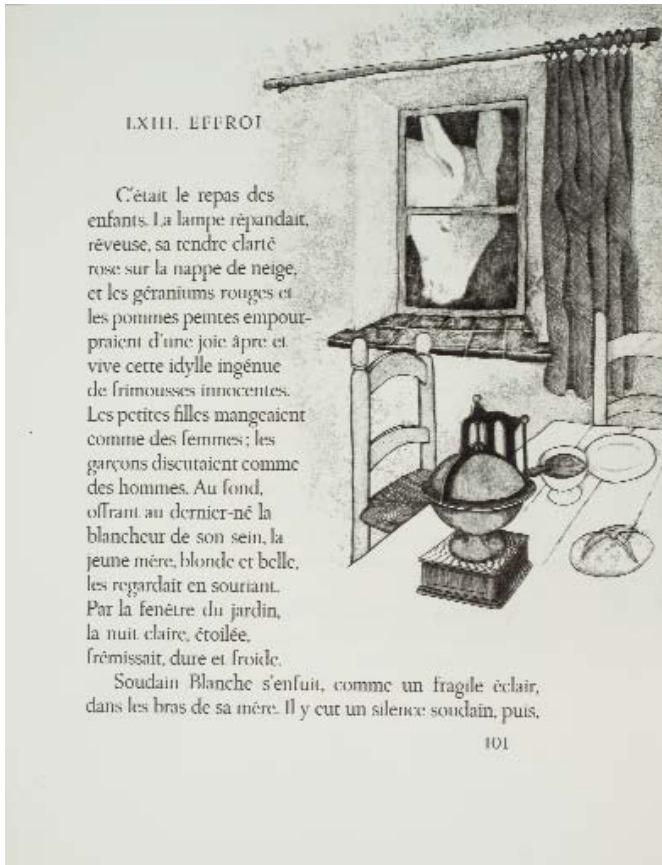 LXIII. EFFROI
C'était le repas des
enfants. La lampe répandait,
rêveuse, sa tendre clarté
rose sur la nappe de neige,
et les géraniums rouges et
les pommes peintes empour-
praient d'une joie âpre et
vive cette idylle ingénue
de frimousses innocentes.
Les petites filles mangeaient
comme des femmes ; les
garçons discutaient comme
des hommes. Au fond,
offrant au dernier-né la
blancheur de son sein, la
jeune mère, blonde et belle,
les regardait en souriant.
Par la fenêtre du jardin,
la nuit claire, étoilée,
frémissait, dure et froide.
Soudain Blanche s'enfuit, comme un fragile éclair,
dans les bras de sa mère. Il y eut un silence soudain, puis,
101